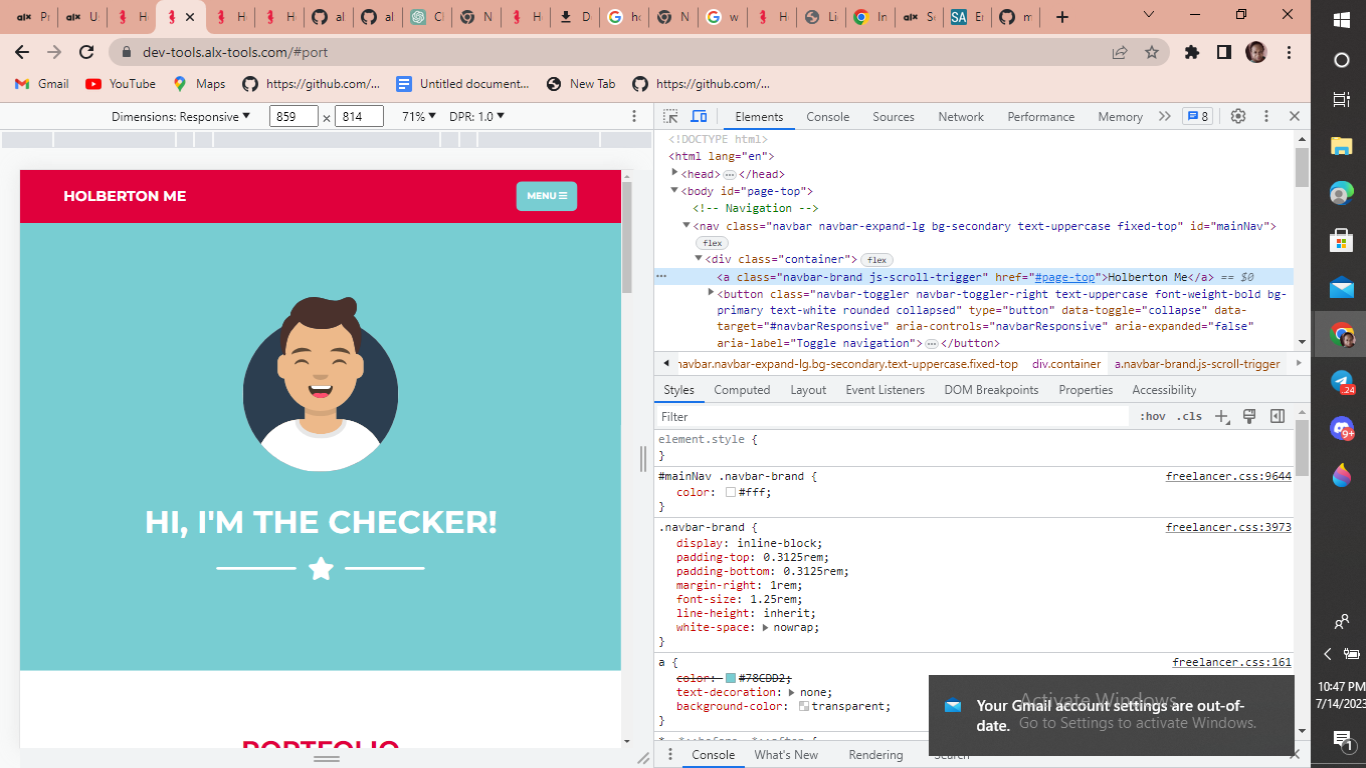 Pr
U
H
H
H
al
al
Cl
N
H
D
ho
N
w
H
Li
In
So
En
m
dev-tools.alx-tools.com/#port
Gmail
YouTube
Maps
https://github.com/...
Untitled document...
New Tab
https://github.com/...
Dimensions: Responsive
859 × 814
71%
DPR: 1.0
Elements
Console
Sources
Network
Performance
Memory
8
HOLBERTON ME
MENU
HI, I'M THE CHECKER!
PORTFOLIO
<!DOCTYPE html>
<html lang="en">
<head>
</head>
<body id="page-top">
<!-- Navigation -->
<nav class="navbar navbar-expand-lg bg-secondary text-uppercase fixed-top" id="mainNav">
flex
<div class="container"> flex
<a class="navbar-brand js-scroll-trigger" href="#page-top">Holberton Me</a> == $0
<button class="navbar-toggler navbar-toggler-right text-uppercase font-weight-bold bg-
primary text-white rounded collapsed" type="button" data-toggle="collapse" data-
target="#navbarResponsive" aria-controls="navbarResponsive" aria-expanded="false"
aria-label="Toggle navigation"> </button>
navbar.navbar-expand-lg.bg-secondary.text-uppercase.fixed-top
div.container
a.navbar-brand.js-scroll-trigger
Styles
Computed
Layout
Event Listeners
DOM Breakpoints
Properties
Accessibility
Filter
:hov .cls
element.style {
}
#mainNav .navbar-brand {
freelancer.css:9644
color: #fff;
}
.navbar-brand {
freelancer.css:3973
display: inline-block;
padding-top: 0.3125rem;
padding-bottom: 0.3125rem;
margin-right: 1rem;
font-size: 1.25rem;
line-height: inherit;
white-space: nowrap;
}
a {
freelancer.css:161
color: #78CDD2;
text-decoration: none;
background-color: transparent;
}
Console
What's New
Rendering
Search
Your Gmail account settings are out-of-
date.
Activate Windows
Go to Settings to activate Windows.
24
9+
10:47 PM
7/14/2023
1